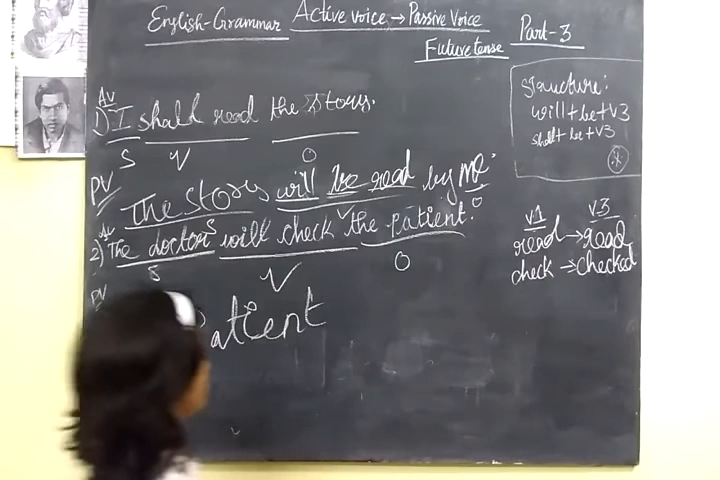 English-Grammar Active voice → Passive Voice Part-3
Future tense
Structure:
will + be + V3
shall + be + V3
AV
1) I shall read the story.
S V O
PV
The story will be read by me.
O
AV
2) The doctors will check the patient.
S V O
PV
atient
V1 V3
read → read
check → checked